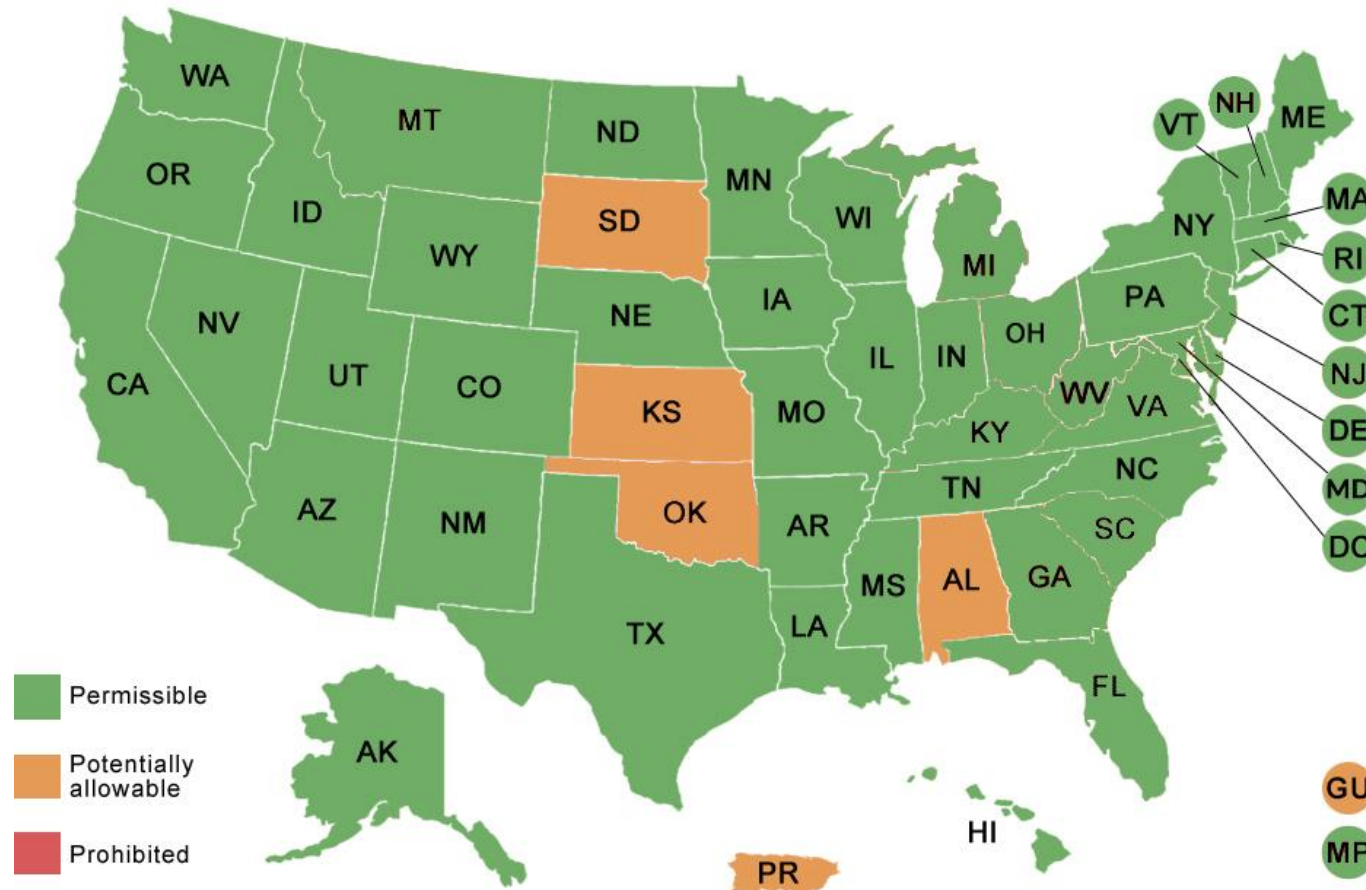 WA
MT
ND
MN
VT
NH
ME
OR
ID
SD
WI
NY
MA
WY
MI
RI
IA
PA
CT
NV
NE
OH
NJ
CA
UT
CO
IL
IN
WV
VA
DE
KS
MO
KY
MD
NC
TN
DC
AZ
NM
OK
AR
SC
MS
AL
GA
TX
LA
FL
Permissible
AK
Potentially
allowable
GU
HI
Prohibited
MP
PR